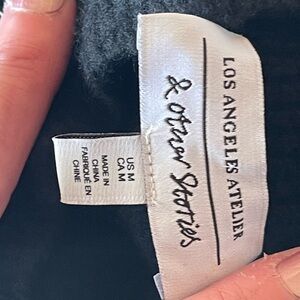 LOS ANGELES ATELIER
& other Stories
US M
CA M
MADE IN
CHINA
FABRIQUÉ EN
CHINE